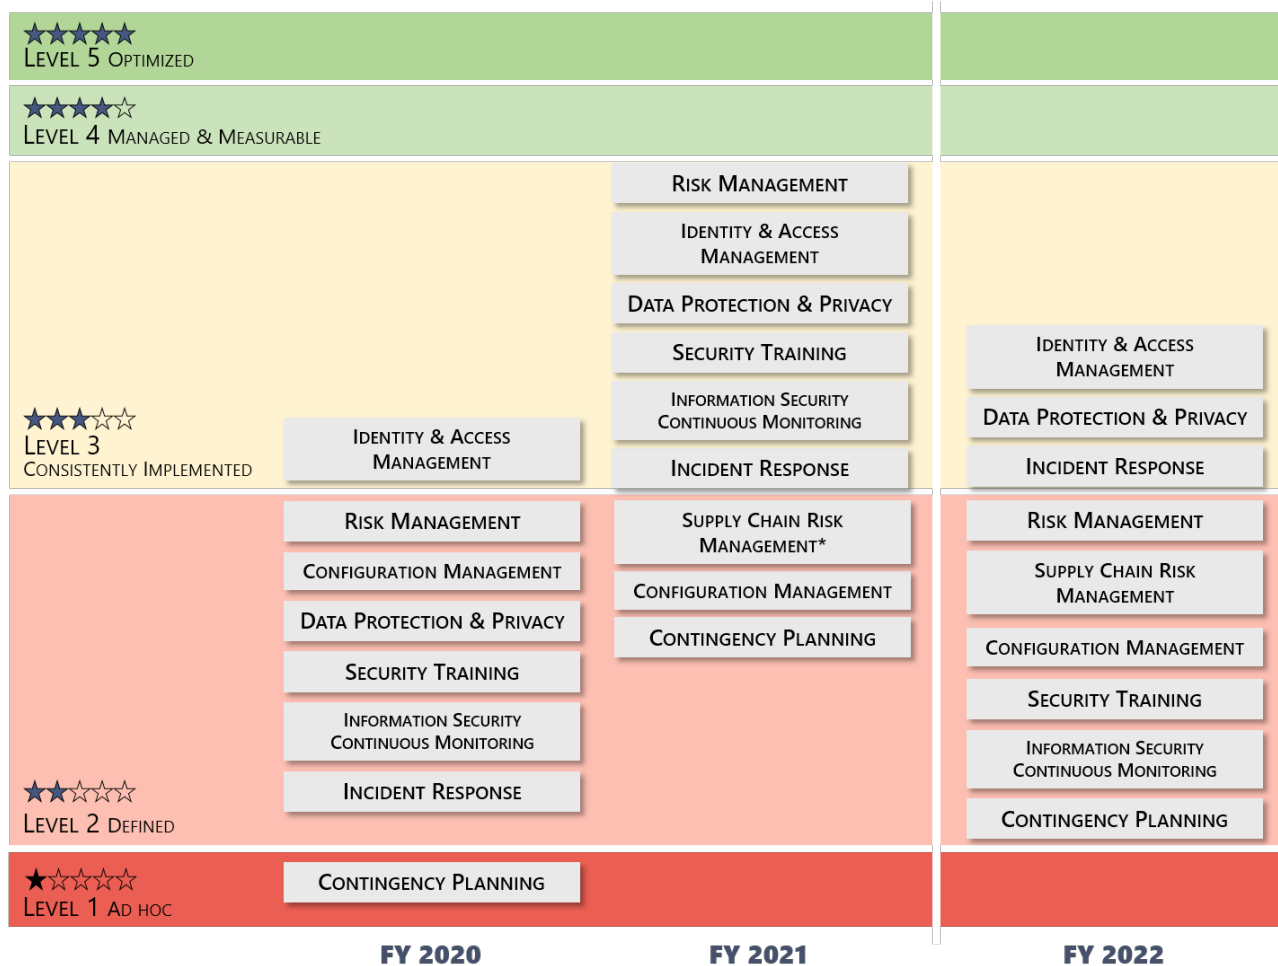 LEVEL 5 OPTIMIZED
LEVEL 4 MANAGED & MEASURABLE
LEVEL 3
CONSISTENTLY IMPLEMENTED
LEVEL 2 DEFINED
LEVEL 1 AD HOC
IDENTITY & ACCESS
MANAGEMENT
RISK MANAGEMENT
CONFIGURATION MANAGEMENT
DATA PROTECTION & PRIVACY
SECURITY TRAINING
INFORMATION SECURITY
CONTINUOUS MONITORING
INCIDENT RESPONSE
CONTINGENCY PLANNING
FY 2020
RISK MANAGEMENT
IDENTITY & ACCESS
MANAGEMENT
DATA PROTECTION & PRIVACY
SECURITY TRAINING
INFORMATION SECURITY
CONTINUOUS MONITORING
INCIDENT RESPONSE
SUPPLY CHAIN RISK
MANAGEMENT*
CONFIGURATION MANAGEMENT
CONTINGENCY PLANNING
FY 2021
IDENTITY & ACCESS
MANAGEMENT
DATA PROTECTION & PRIVACY
INCIDENT RESPONSE
RISK MANAGEMENT
SUPPLY CHAIN RISK
MANAGEMENT
CONFIGURATION MANAGEMENT
SECURITY TRAINING
INFORMATION SECURITY
CONTINUOUS MONITORING
CONTINGENCY PLANNING
FY 2022